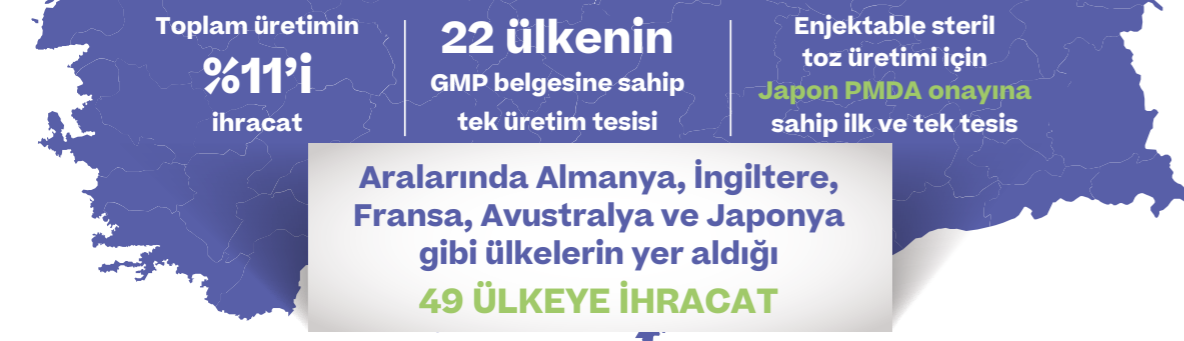 Toplam üretimin
%11'i
ihracat
22 ülkenin
GMP belgesine sahip
tek üretim tesisi
Enjektable steril
toz üretimi için
Japon PMDA onayına
sahip ilk ve tek tesis
Aralarında Almanya, İngiltere,
Fransa, Avustralya ve Japonya
gibi ülkelerin yer aldığı
49 ÜLKEYE İHRACAT